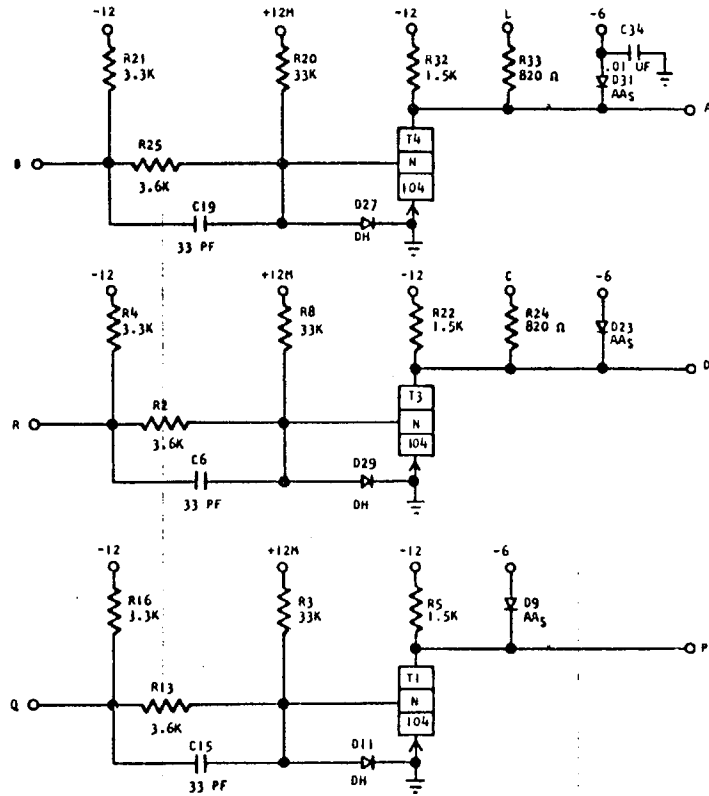 -12 +12M -12 L -6
C34
R21
3.3K
R20
33K
R32
1.5K
R33
820 Ω
.01 UF
D31
AAS
A
B
R25
3.6K
T4
N
104
C19
33 PF
D27
DH
-12 +12M -12 C -6
R4
3.3K
R8
33K
R22
1.5K
R24
820 Ω
D23
AAS
D
R
R2
3.6K
T3
N
104
C6
33 PF
D29
DH
-12 +12M -12 -6
R16
3.3K
R3
33K
R5
1.5K
D9
AAS
P
Q
R13
3.6K
T1
N
104
C15
33 PF
D11
DH